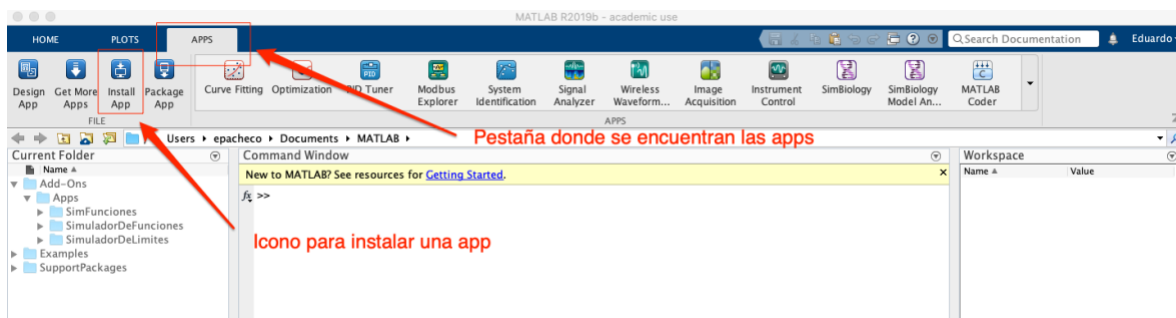 MATLAB R2019b - academic use
HOME PLOTS APPS Search Documentation Eduardo
Design App
Get More Apps
Install App
Package App
Curve Fitting
Optimization
PID Tuner
Modbus Explorer
System Identification
Signal Analyzer
Wireless Waveform...
Image Acquisition
Instrument Control
SimBiology
SimBiology Model An...
MATLAB Coder
FILE APPS
Users ▸ epacheco ▸ Documents ▸ MATLAB ▸
Pestaña donde se encuentran las apps
Current Folder
Name
Add-Ons
Apps
SimFunciones
SimuladorDeFunciones
SimuladorDeLimites
Examples
SupportPackages
Command Window
New to MATLAB? See resources for Getting Started.
fx >>
Icono para instalar una app
Workspace
Name Value